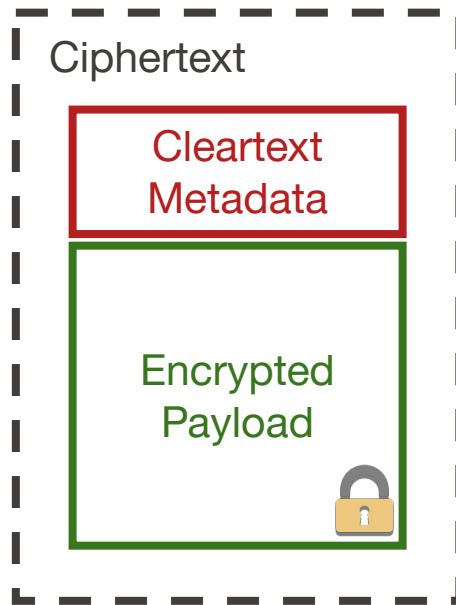 Ciphertext
Cleartext
Metadata
Encrypted
Payload